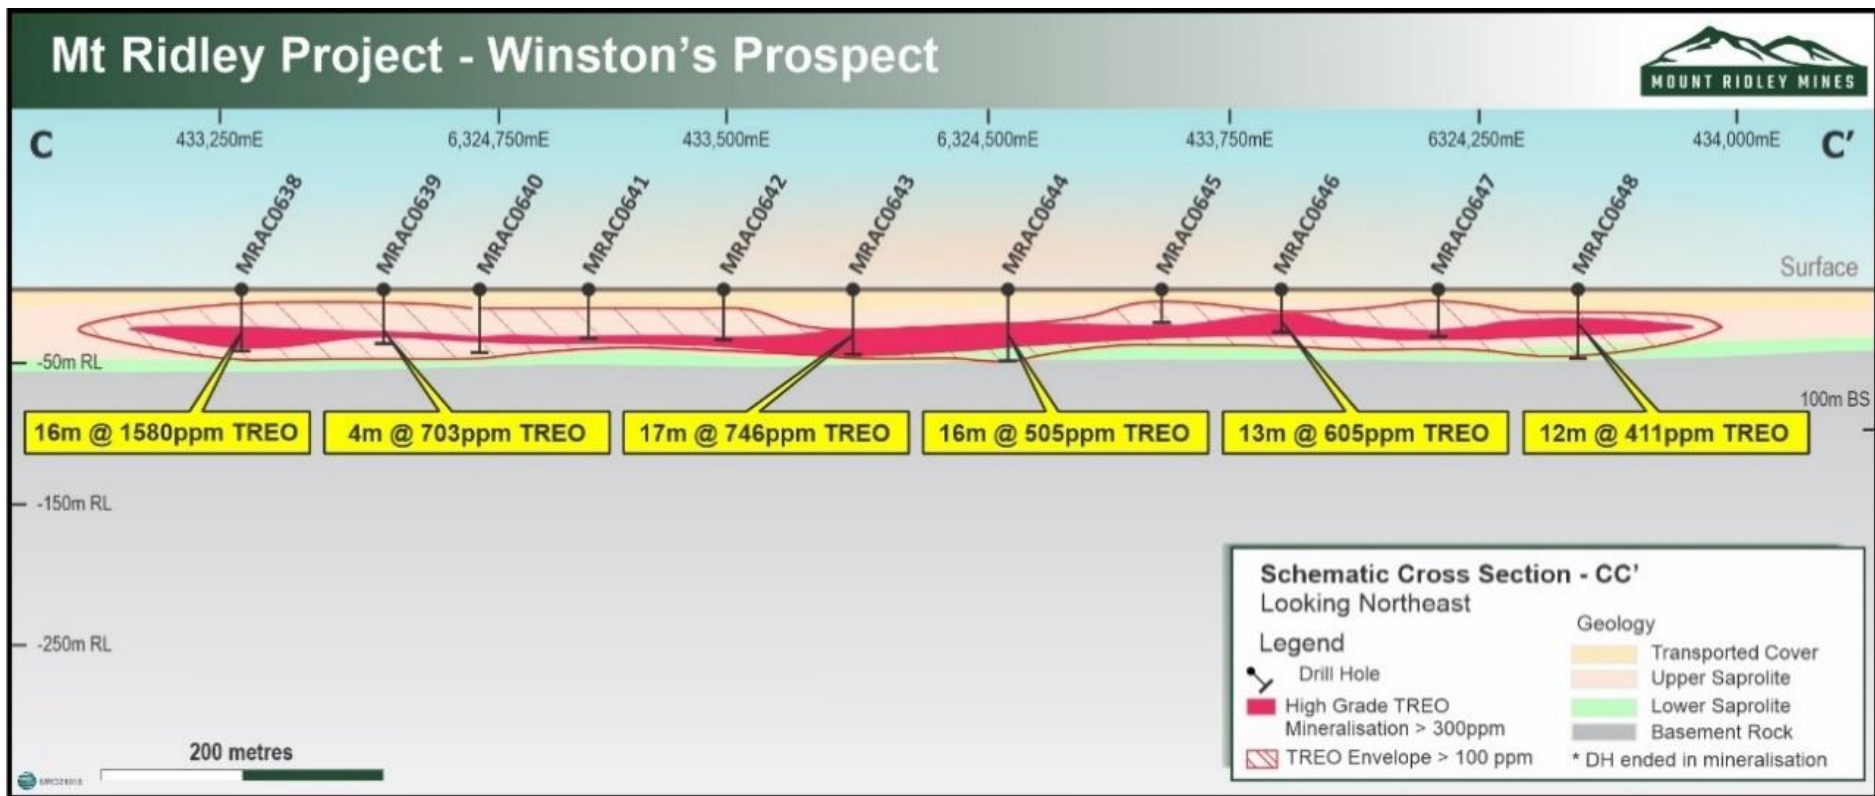 Mt Ridley Project - Winston's Prospect
MOUNT RIDLEY MINES
C
433,250mE
6,324,750mE
433,500mE
6,324,500mE
433,750mE
6324,250mE
434,000mE
C'
MRAC0638
MRAC0639
MRAC0640
MRAC0641
MRAC0642
MRAC0643
MRAC0644
MRAC0645
MRAC0646
MRAC0647
MRAC0648
Surface
-50m RL
100m BS
16m @ 1580ppm TREO
4m @ 703ppm TREO
17m @ 746ppm TREO
16m @ 505ppm TREO
13m @ 605ppm TREO
12m @ 411ppm TREO
-150m RL
-250m RL
200 metres
Schematic Cross Section - CC'
Looking Northeast
Legend
Drill Hole
High Grade TREO
Mineralisation > 300ppm
TREO Envelope > 100 ppm
Geology
Transported Cover
Upper Saprolite
Lower Saprolite
Basement Rock
* DH ended in mineralisation